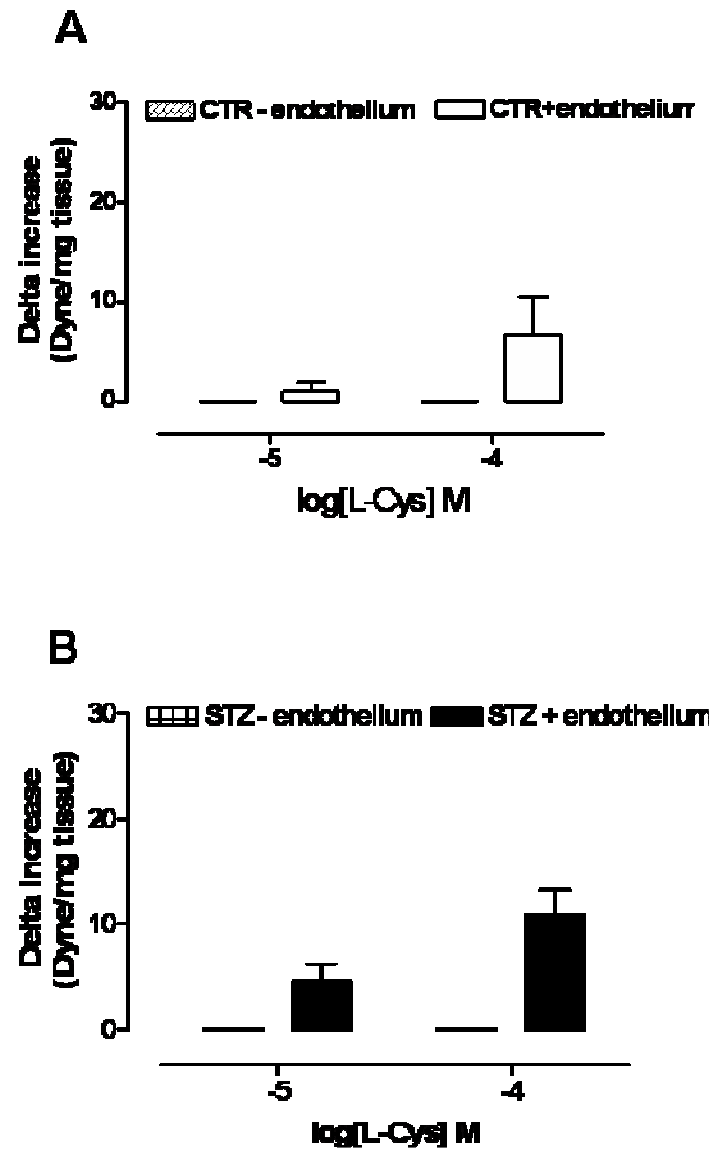 A
30
CTR - endothelium CTR+endothelium
20
10
0
Delta increase
(Dyne/mg tissue)
-5 -4
log[L-Cys] M
B
30
STZ - endothelium STZ + endothelium
20
10
0
Delta increase
(Dyne/mg tissue)
-5 -4
log[L-Cys] M